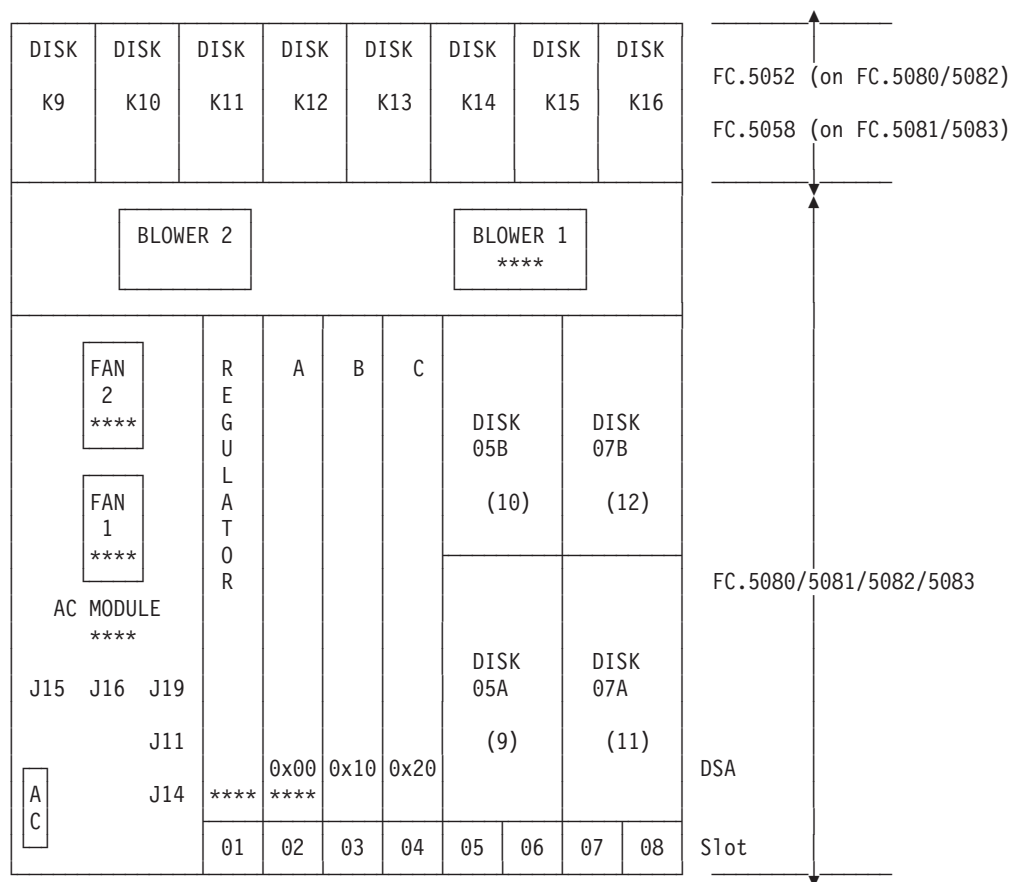 DISK DISK DISK DISK DISK DISK DISK DISK
FC.5052 (on FC.5080/5082)
K9 K10 K11 K12 K13 K14 K15 K16
FC.5058 (on FC.5081/5083)
BLOWER 2 BLOWER 1
****
FAN R A B C
2 E
**** G DISK DISK
U 05B 07B
L
FAN A (10) (12)
1 T
**** O
R FC.5080/5081/5082/5083
AC MODULE
****
DISK DISK
J15 J16 J19 05A 07A
J11 (9) (11)
0x00 0x10 0x20 DSA
A J14 **** ****
C
01 02 03 04 05 06 07 08 Slot